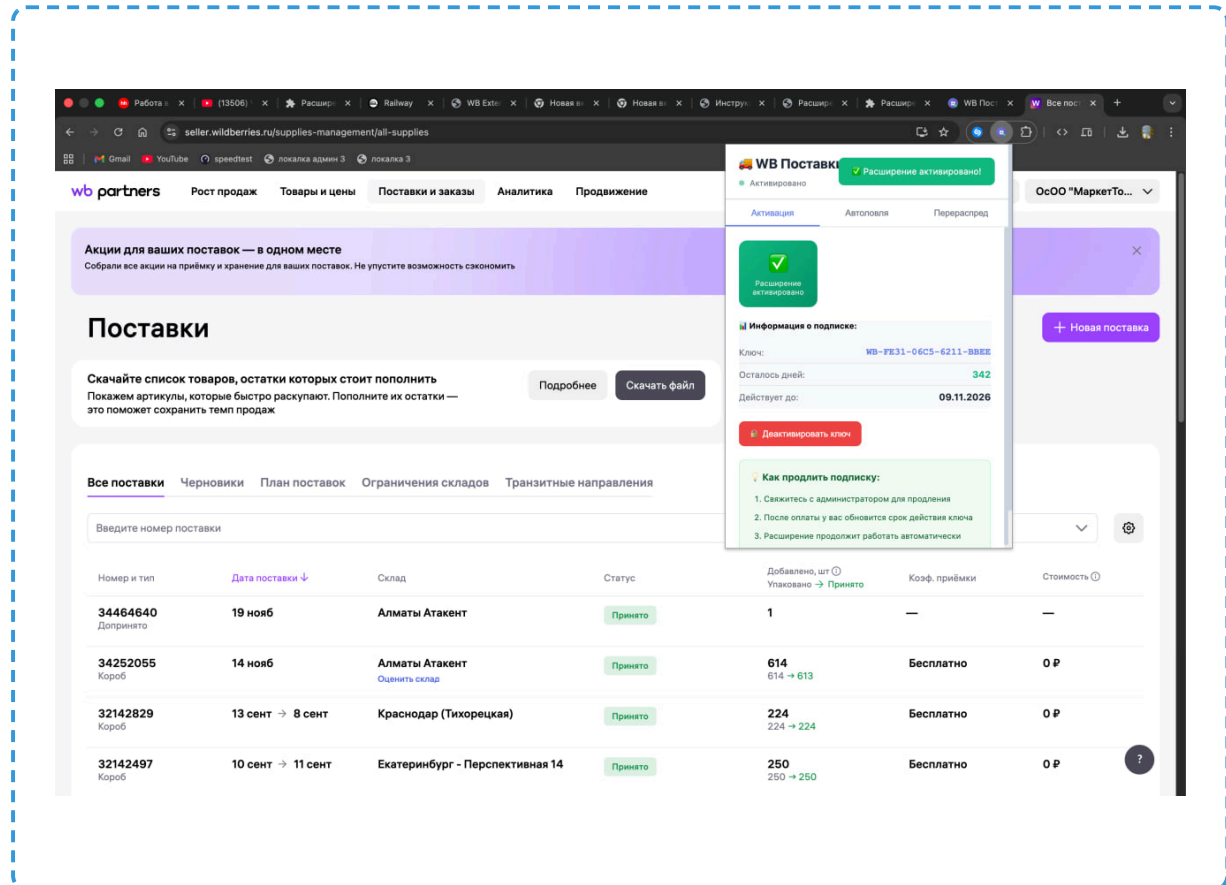 Работа в
(13506)
Расшир
Railway
WB Exte
Новая в
Новая в
Инструк
Расшир
Расшир
WB Пост
Все пост
seller.wildberries.ru/supplies-management/all-supplies
Gmail YouTube speedtest локалка админ 3 локалка 3
wb partners Рост продаж Товары и цены Поставки и заказы Аналитика Продвижение ОсОО "МаркетТо...
Акции для ваших поставок — в одном месте
Собрали все акции на приёмку и хранение для ваших поставок. Не упустите возможность сэкономить
Поставки
+ Новая поставка
Скачайте список товаров, остатки которых стоит пополнить
Покажем артикулы, которые быстро раскупают. Пополните их остатки —
это поможет сохранить темп продаж
Подробнее Скачать файл
WB Поставки
Расширение активировано!
Активировано
Активация Автоловля Перераспред
Расширение
активировано
Информация о подписке:
Ключ: WB-FE31-06C5-6211-BBEE
Осталось дней: 342
Действует до: 09.11.2026
Деактивировать ключ
Как продлить подписку:
1. Свяжитесь с администратором для продления
2. После оплаты у вас обновится срок действия ключа
3. Расширение продолжит работать автоматически
Все поставки Черновики План поставок Ограничения складов Транзитные направления
Введите номер поставки
Номер и тип Дата поставки ↓ Склад Статус Добавлено, шт Коэф. приёмки Стоимость
Упаковано → Принято
34464640 19 нояб Алматы Атакент Принято 1 — —
Допринято
34252055 14 нояб Алматы Атакент Принято 614 Бесплатно 0 ₽
Короб Оценить склад 614 → 613
32142829 13 сент → 8 сент Краснодар (Тихорецкая) Принято 224 Бесплатно 0 ₽
Короб 224 → 224
32142497 10 сент → 11 сент Екатеринбург - Перспективная 14 Принято 250 Бесплатно 0 ₽
Короб 250 → 250
?